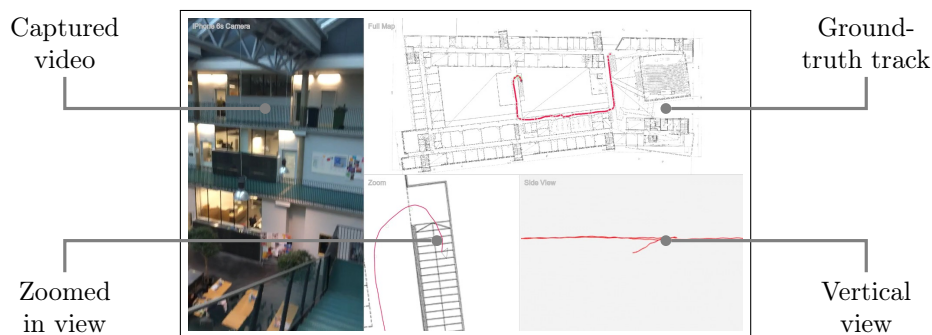 Captured
video
iPhone 6s Camera
Full Map
Ground-
truth track
Zoom
Side View
Zoomed
in view
Vertical
view